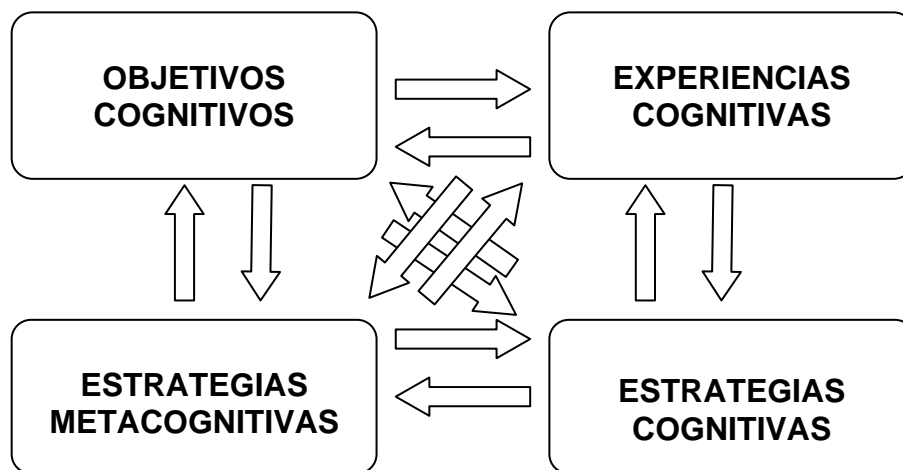 OBJETIVOS
COGNITIVOS
EXPERIENCIAS
COGNITIVAS
ESTRATEGIAS
METACOGNITIVAS
ESTRATEGIAS
COGNITIVAS